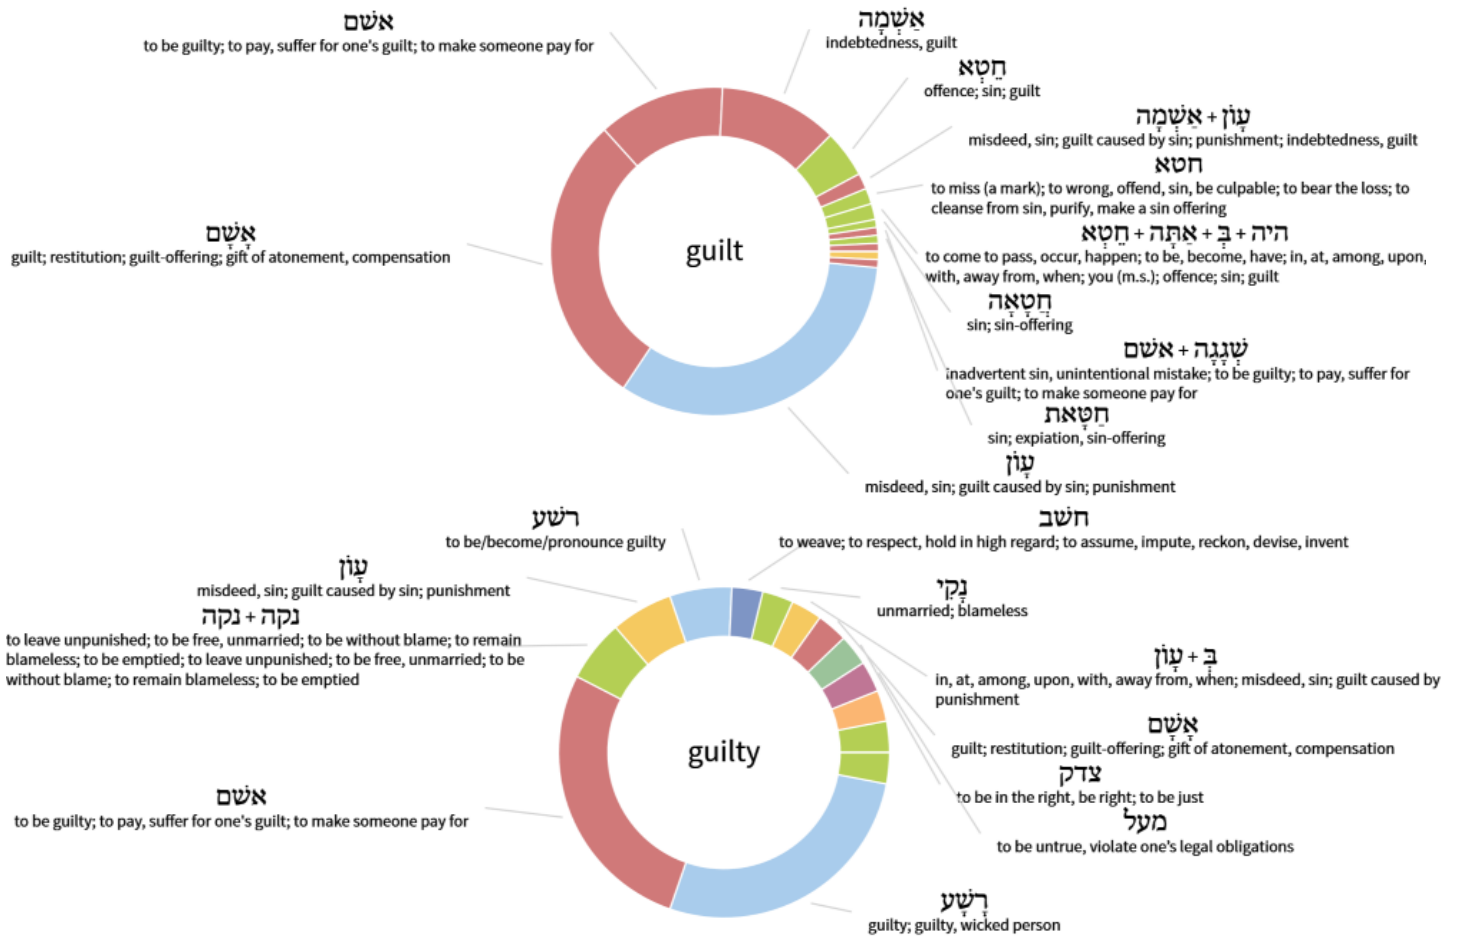 אשׁם
to be guilty; to pay, suffer for one's guilt; to make someone pay for
אַשְׁמָה
indebtedness, guilt
חֵטְא
offence; sin; guilt
עָוֹן + אַשְׁמָה
misdeed, sin; guilt caused by sin; punishment; indebtedness, guilt
חטא
to miss (a mark); to wrong, offend, sin, be culpable; to bear the loss; to
cleanse from sin, purify, make a sin offering
אָשָׁם
guilt; restitution; guilt-offering; gift of atonement, compensation
guilt
היה + בְּ + אַתָּה + חֵטְא
to come to pass, occur, happen; to be, become, have; in, at, among, upon,
with, away from, when; you (m.s.); offence; sin; guilt
חֲטָאָה
sin; sin-offering
שְׁגָגָה + אשׁם
inadvertent sin, unintentional mistake; to be guilty; to pay, suffer for
one's guilt; to make someone pay for
חַטָּאת
sin; expiation, sin-offering
עָוֹן
misdeed, sin; guilt caused by sin; punishment
רשׁע
to be/become/pronounce guilty
חשׁב
to weave; to respect, hold in high regard; to assume, impute, reckon, devise, invent
עָוֹן
misdeed, sin; guilt caused by sin; punishment
נָקִי
unmarried; blameless
נקה + נקה
to leave unpunished; to be free, unmarried; to be without blame; to remain
blameless; to be emptied; to leave unpunished; to be free, unmarried; to be
without blame; to remain blameless; to be emptied
בְּ + עָוֹן
in, at, among, upon, with, away from, when; misdeed, sin; guilt caused by
punishment
אָשָׁם
guilt; restitution; guilt-offering; gift of atonement, compensation
guilty
צדק
to be in the right, be right; to be just
אשׁם
to be guilty; to pay, suffer for one's guilt; to make someone pay for
מעל
to be untrue, violate one's legal obligations
רָשָׁע
guilty; guilty, wicked person